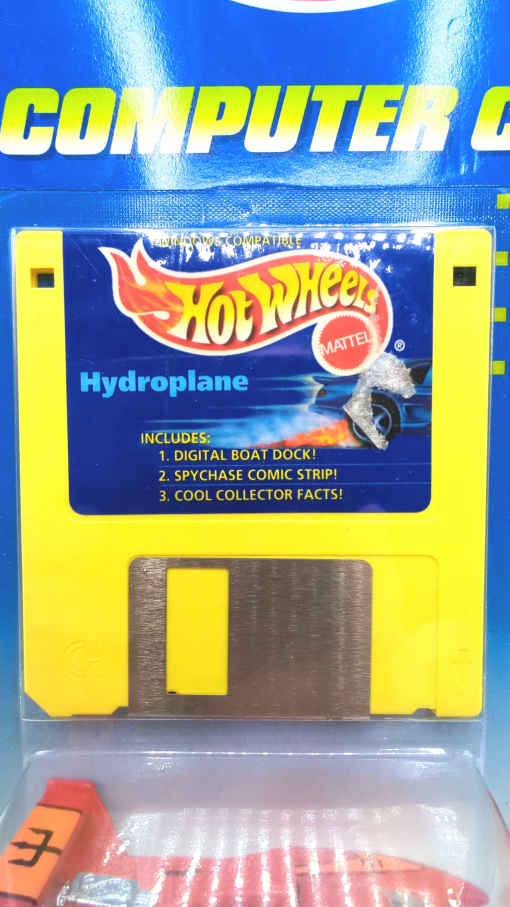 COMPUTER C
WINDOWS COMPATIBLE
HOT WHEELS
MATTEL
®
Hydroplane
INCLUDES:
1. DIGITAL BOAT DOCK!
2. SPYCHASE COMIC STRIP!
3. COOL COLLECTOR FACTS!